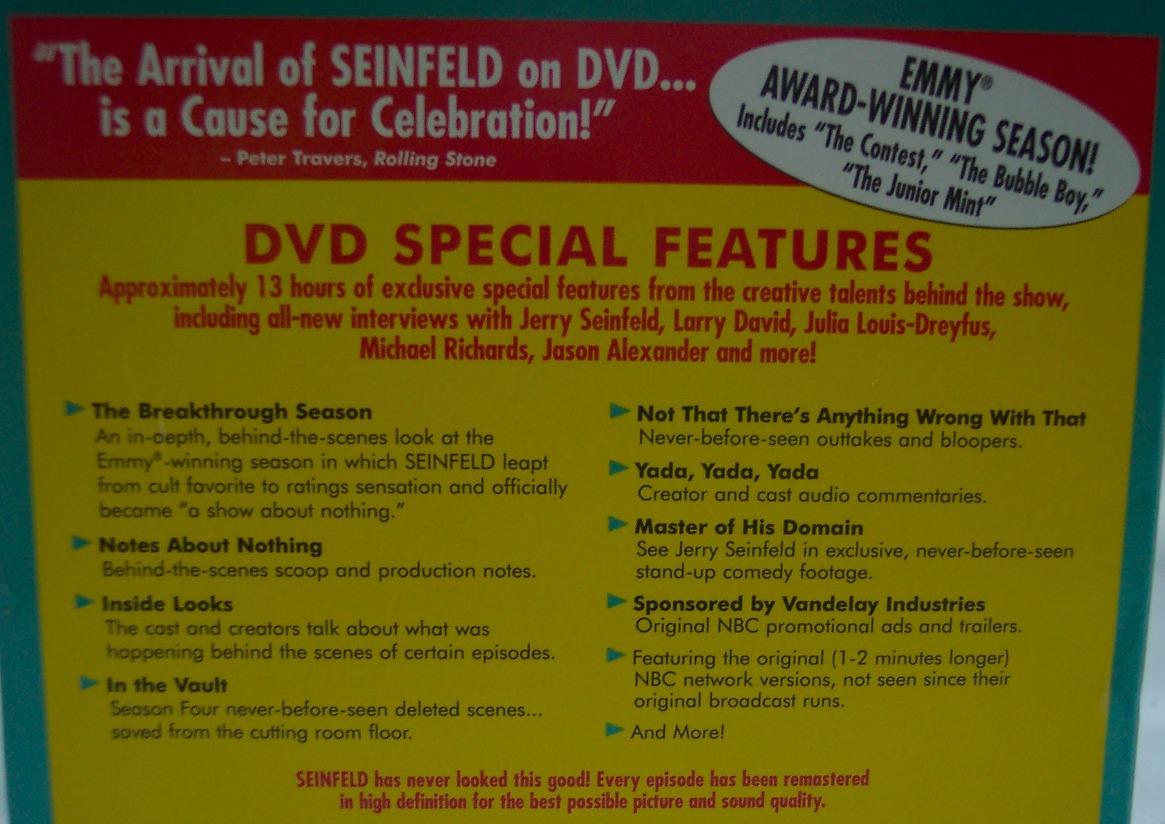 “The Arrival of SEINFELD on DVD...
is a Cause for Celebration!”
– Peter Travers, Rolling Stone
EMMY®
AWARD-WINNING SEASON!
Includes “The Contest,” “The Bubble Boy,”
“The Junior Mint”
DVD SPECIAL FEATURES
Approximately 13 hours of exclusive special features from the creative talents behind the show,
including all-new interviews with Jerry Seinfeld, Larry David, Julia Louis-Dreyfus,
Michael Richards, Jason Alexander and more!
The Breakthrough Season
An in-depth, behind-the-scenes look at the
Emmy®-winning season in which SEINFELD leapt
from cult favorite to ratings sensation and officially
became “a show about nothing.”
Notes About Nothing
Behind-the-scenes scoop and production notes.
Inside Looks
The cast and creators talk about what was
happening behind the scenes of certain episodes.
In the Vault
Season Four never-before-seen deleted scenes...
saved from the cutting room floor.
Not That There’s Anything Wrong With That
Never-before-seen outtakes and bloopers.
Yada, Yada, Yada
Creator and cast audio commentaries.
Master of His Domain
See Jerry Seinfeld in exclusive, never-before-seen
stand-up comedy footage.
Sponsored by Vandelay Industries
Original NBC promotional ads and trailers.
Featuring the original (1-2 minutes longer)
NBC network versions, not seen since their
original broadcast runs.
And More!
SEINFELD has never looked this good! Every episode has been remastered
in high definition for the best possible picture and sound quality.